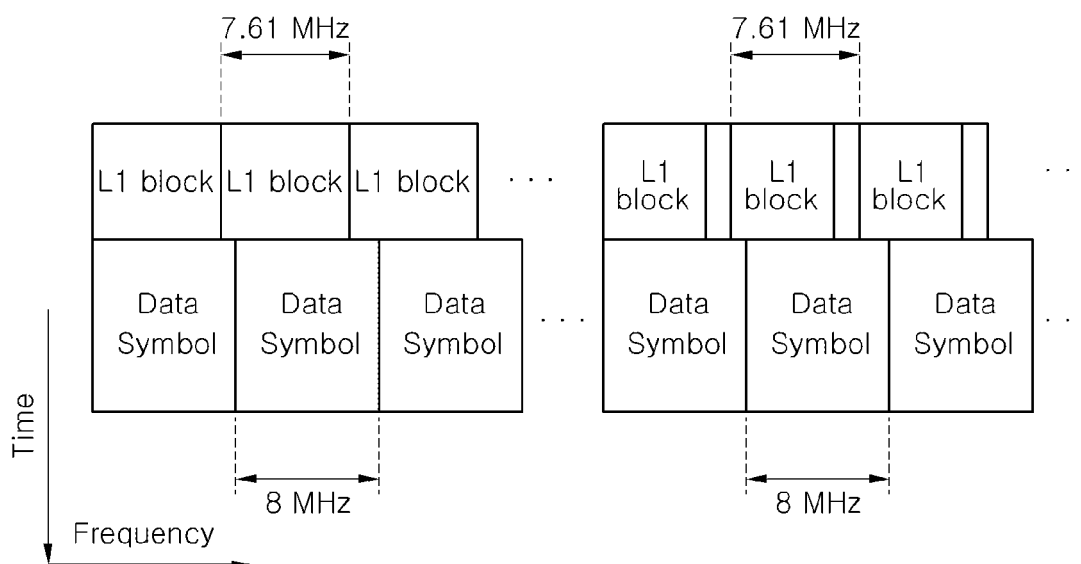 7.61 MHz 7.61 MHz
L1 block L1 block L1 block . . . L1 block L1 block L1 block . .
Data Symbol Data Symbol Data Symbol . . . Data Symbol Data Symbol Data Symbol . .
Time
8 MHz 8 MHz
Frequency